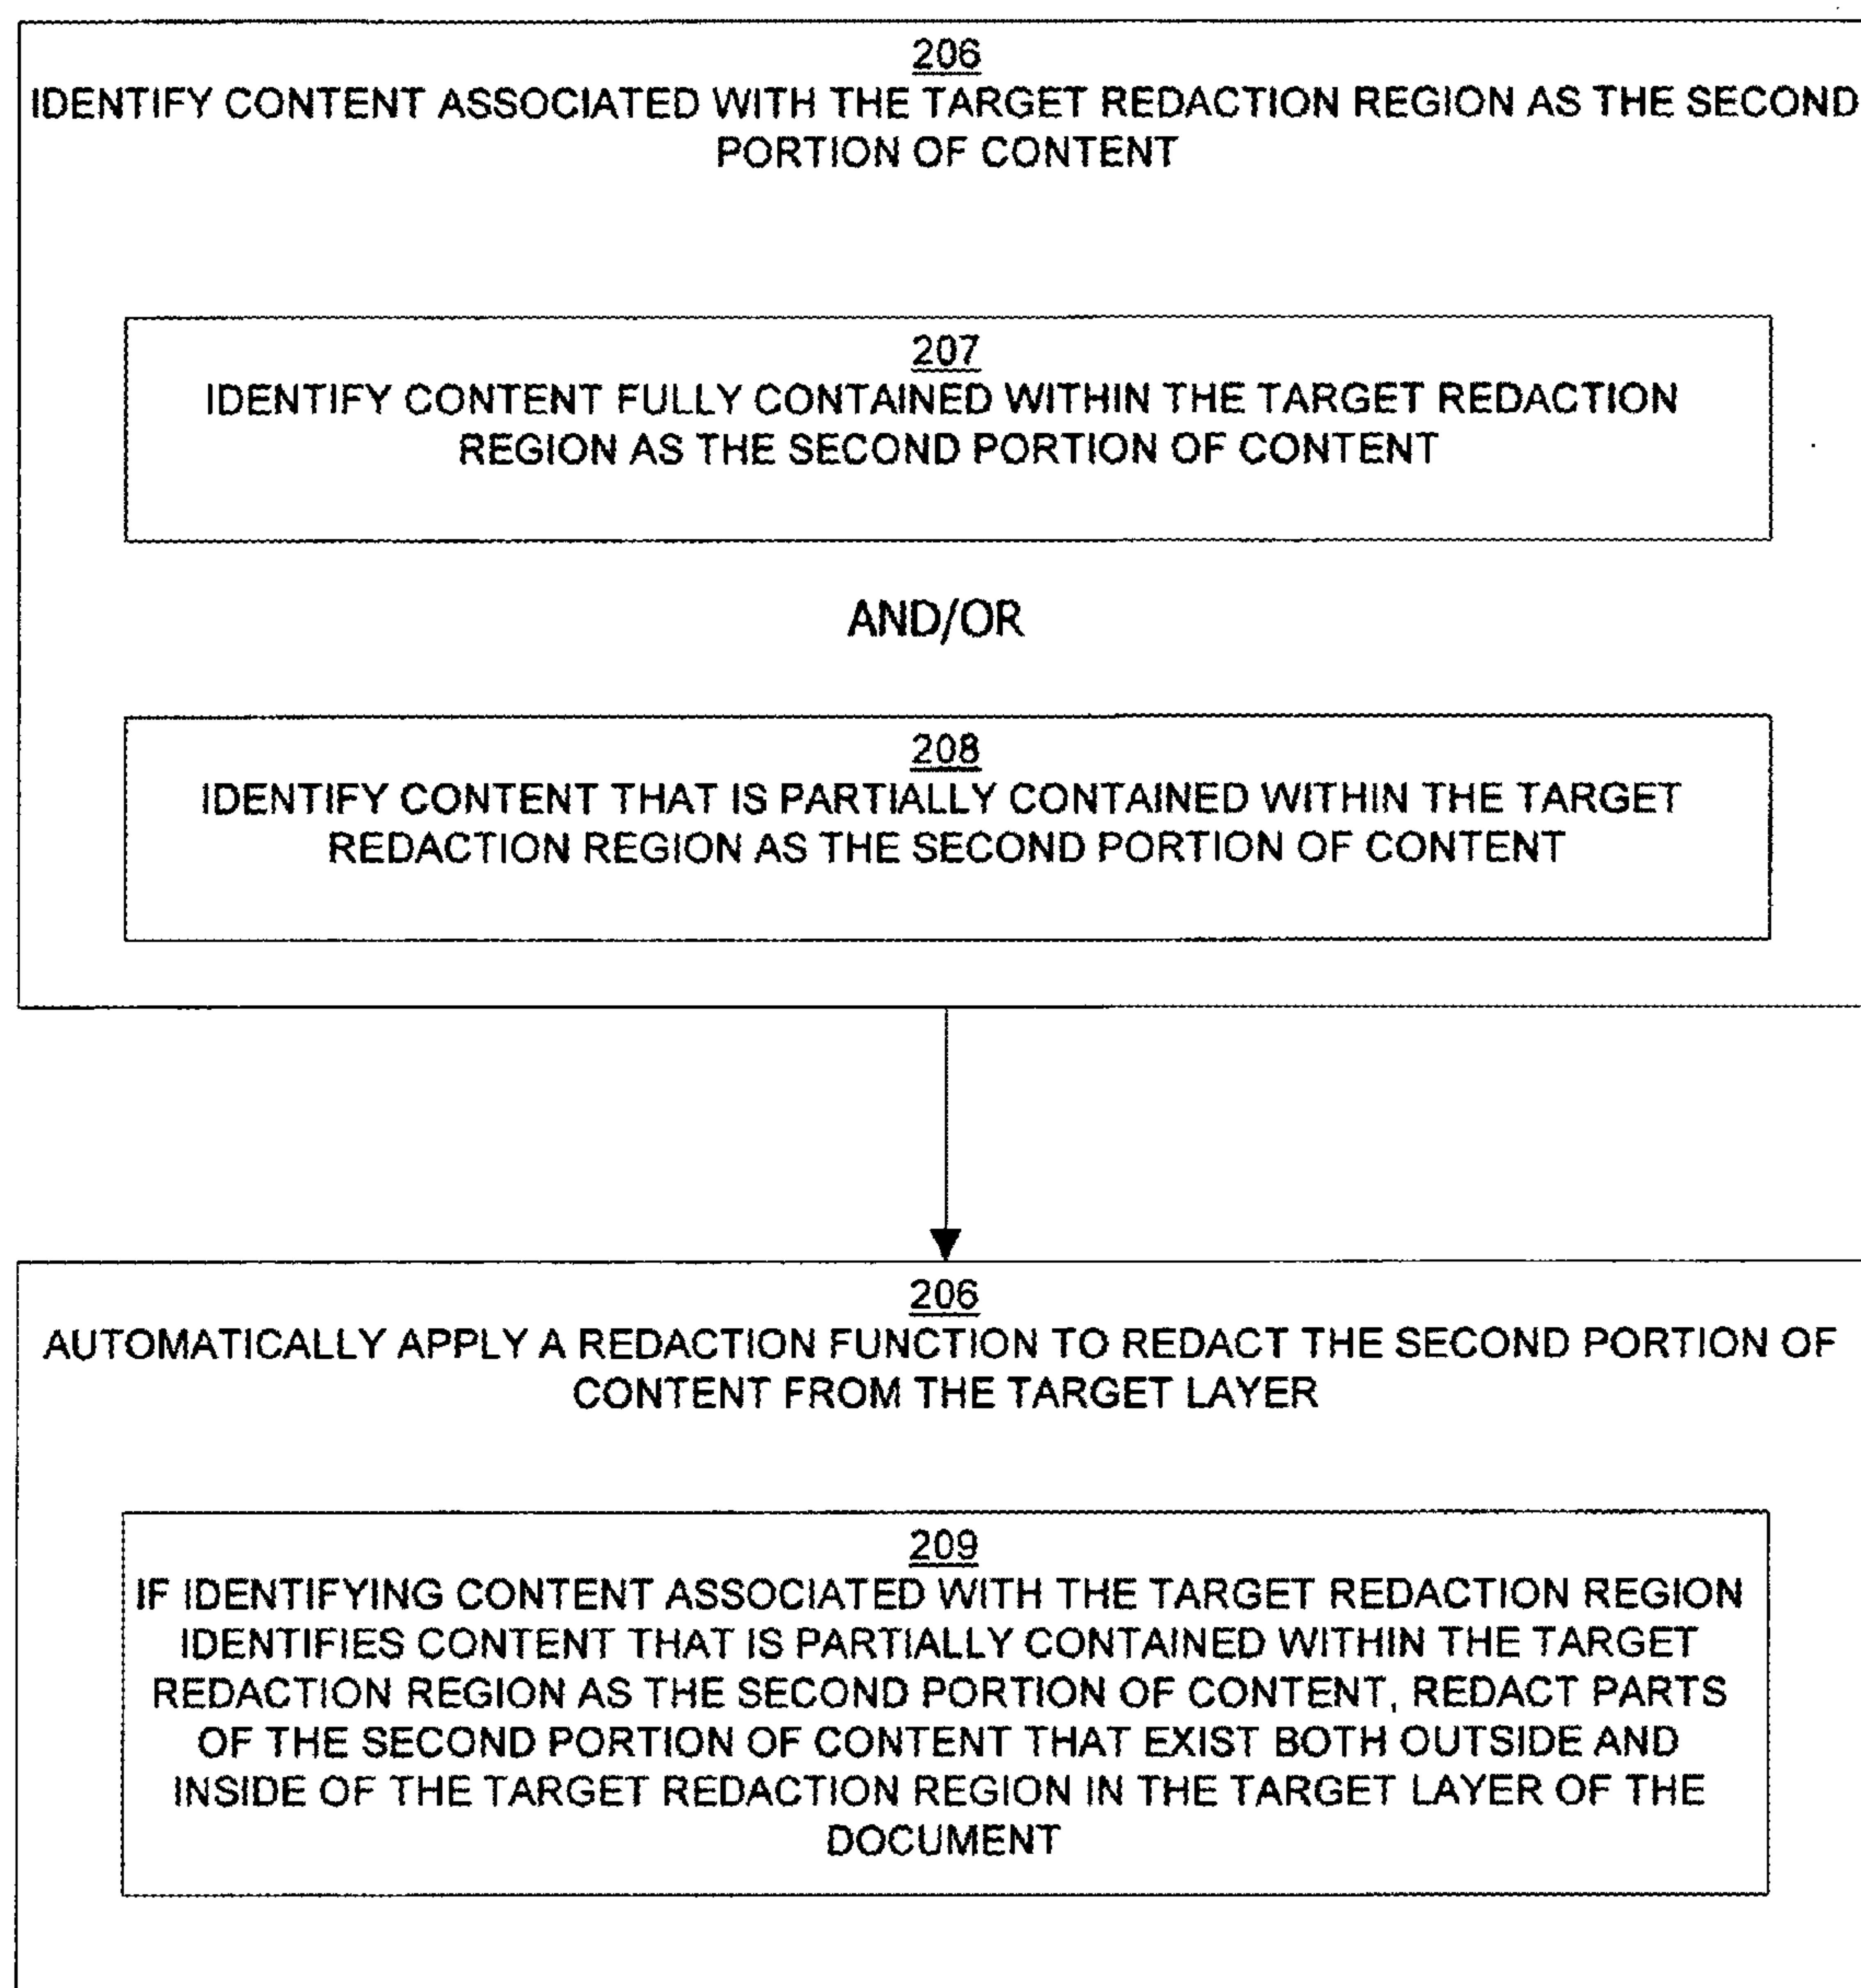 206
IDENTIFY CONTENT ASSOCIATED WITH THE TARGET REDACTION REGION AS THE SECOND
PORTION OF CONTENT
207
IDENTIFY CONTENT FULLY CONTAINED WITHIN THE TARGET REDACTION
REGION AS THE SECOND PORTION OF CONTENT
AND/OR
208
IDENTIFY CONTENT THAT IS PARTIALLY CONTAINED WITHIN THE TARGET
REDACTION REGION AS THE SECOND PORTION OF CONTENT
206
AUTOMATICALLY APPLY A REDACTION FUNCTION TO REDACT THE SECOND PORTION OF
CONTENT FROM THE TARGET LAYER
209
IF IDENTIFYING CONTENT ASSOCIATED WITH THE TARGET REDACTION REGION
IDENTIFIES CONTENT THAT IS PARTIALLY CONTAINED WITHIN THE TARGET
REDACTION REGION AS THE SECOND PORTION OF CONTENT, REDACT PARTS
OF THE SECOND PORTION OF CONTENT THAT EXIST BOTH OUTSIDE AND
INSIDE OF THE TARGET REDACTION REGION IN THE TARGET LAYER OF THE
DOCUMENT